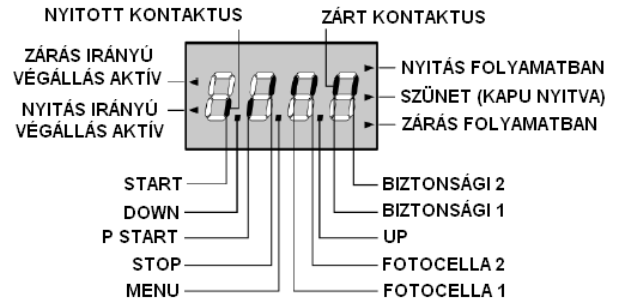 NYITOTT KONTAKTUS
ZÁRT KONTAKTUS
ZÁRÁS IRÁNYÚ
VÉGÁLLÁS AKTÍV
NYITÁS IRÁNYÚ
VÉGÁLLÁS AKTÍV
NYITÁS FOLYAMATBAN
SZÜNET (KAPU NYITVA)
ZÁRÁS FOLYAMATBAN
START
DOWN
P START
STOP
MENU
BIZTONSÁGI 2
BIZTONSÁGI 1
UP
FOTOCELLA 2
FOTOCELLA 1